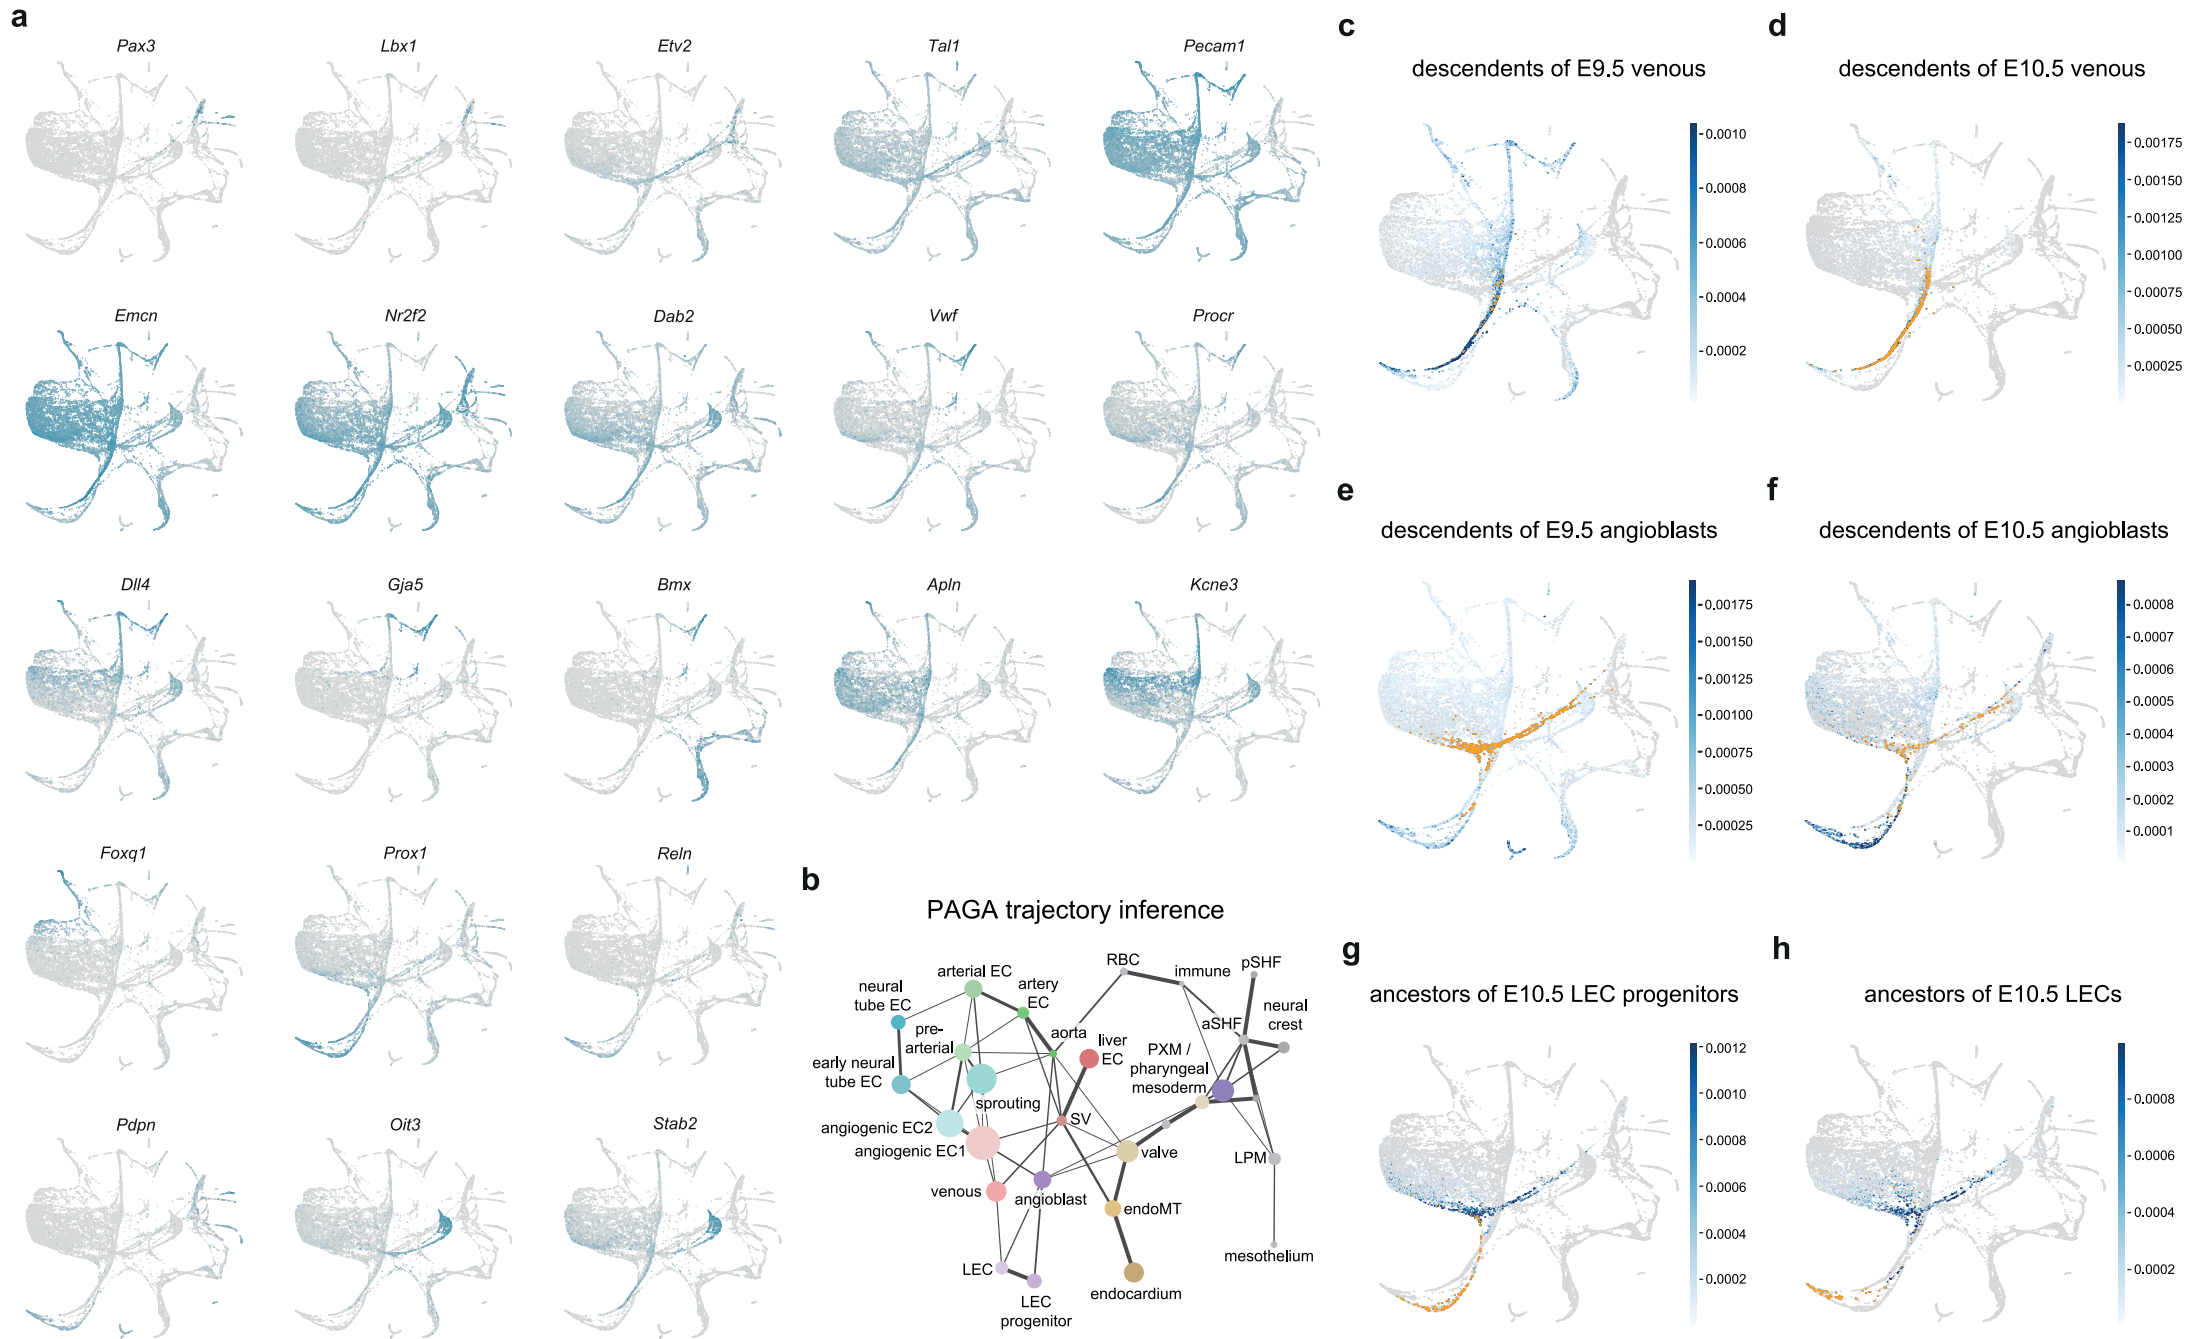 a
Pax3
Lbx1
Etv2
Tal1
Pecam1
Emcn
Nr2f2
Dab2
Vwf
Procr
Dll4
Gja5
Bmx
Apln
Kcne3
Foxq1
Prox1
Reln
Pdpn
Oit3
Stab2
b
PAGA trajectory inference
arterial EC
neural
tube EC
artery
EC
pre-
arterial
early neural
tube EC
aorta
liver
EC
RBC
immune
pSHF
neural
crest
aSHF
PXM /
pharyngeal
mesoderm
sprouting
angiogenic EC2
angiogenic EC1
SV
valve
LPM
venous
angioblast
endoMT
LEC
LEC
progenitor
endocardium
mesothelium
c
descendents of E9.5 venous
0.0010
0.0008
0.0006
0.0004
0.0002
d
descendents of E10.5 venous
0.00175
0.00150
0.00125
0.00100
0.00075
0.00050
0.00025
e
descendents of E9.5 angioblasts
0.00175
0.00150
0.00125
0.00100
0.00075
0.00050
0.00025
f
descendents of E10.5 angioblasts
0.0008
0.0007
0.0006
0.0005
0.0004
0.0003
0.0002
0.0001
g
ancestors of E10.5 LEC progenitors
0.0012
0.0010
0.0008
0.0006
0.0004
0.0002
h
ancestors of E10.5 LECs
0.0008
0.0006
0.0004
0.0002